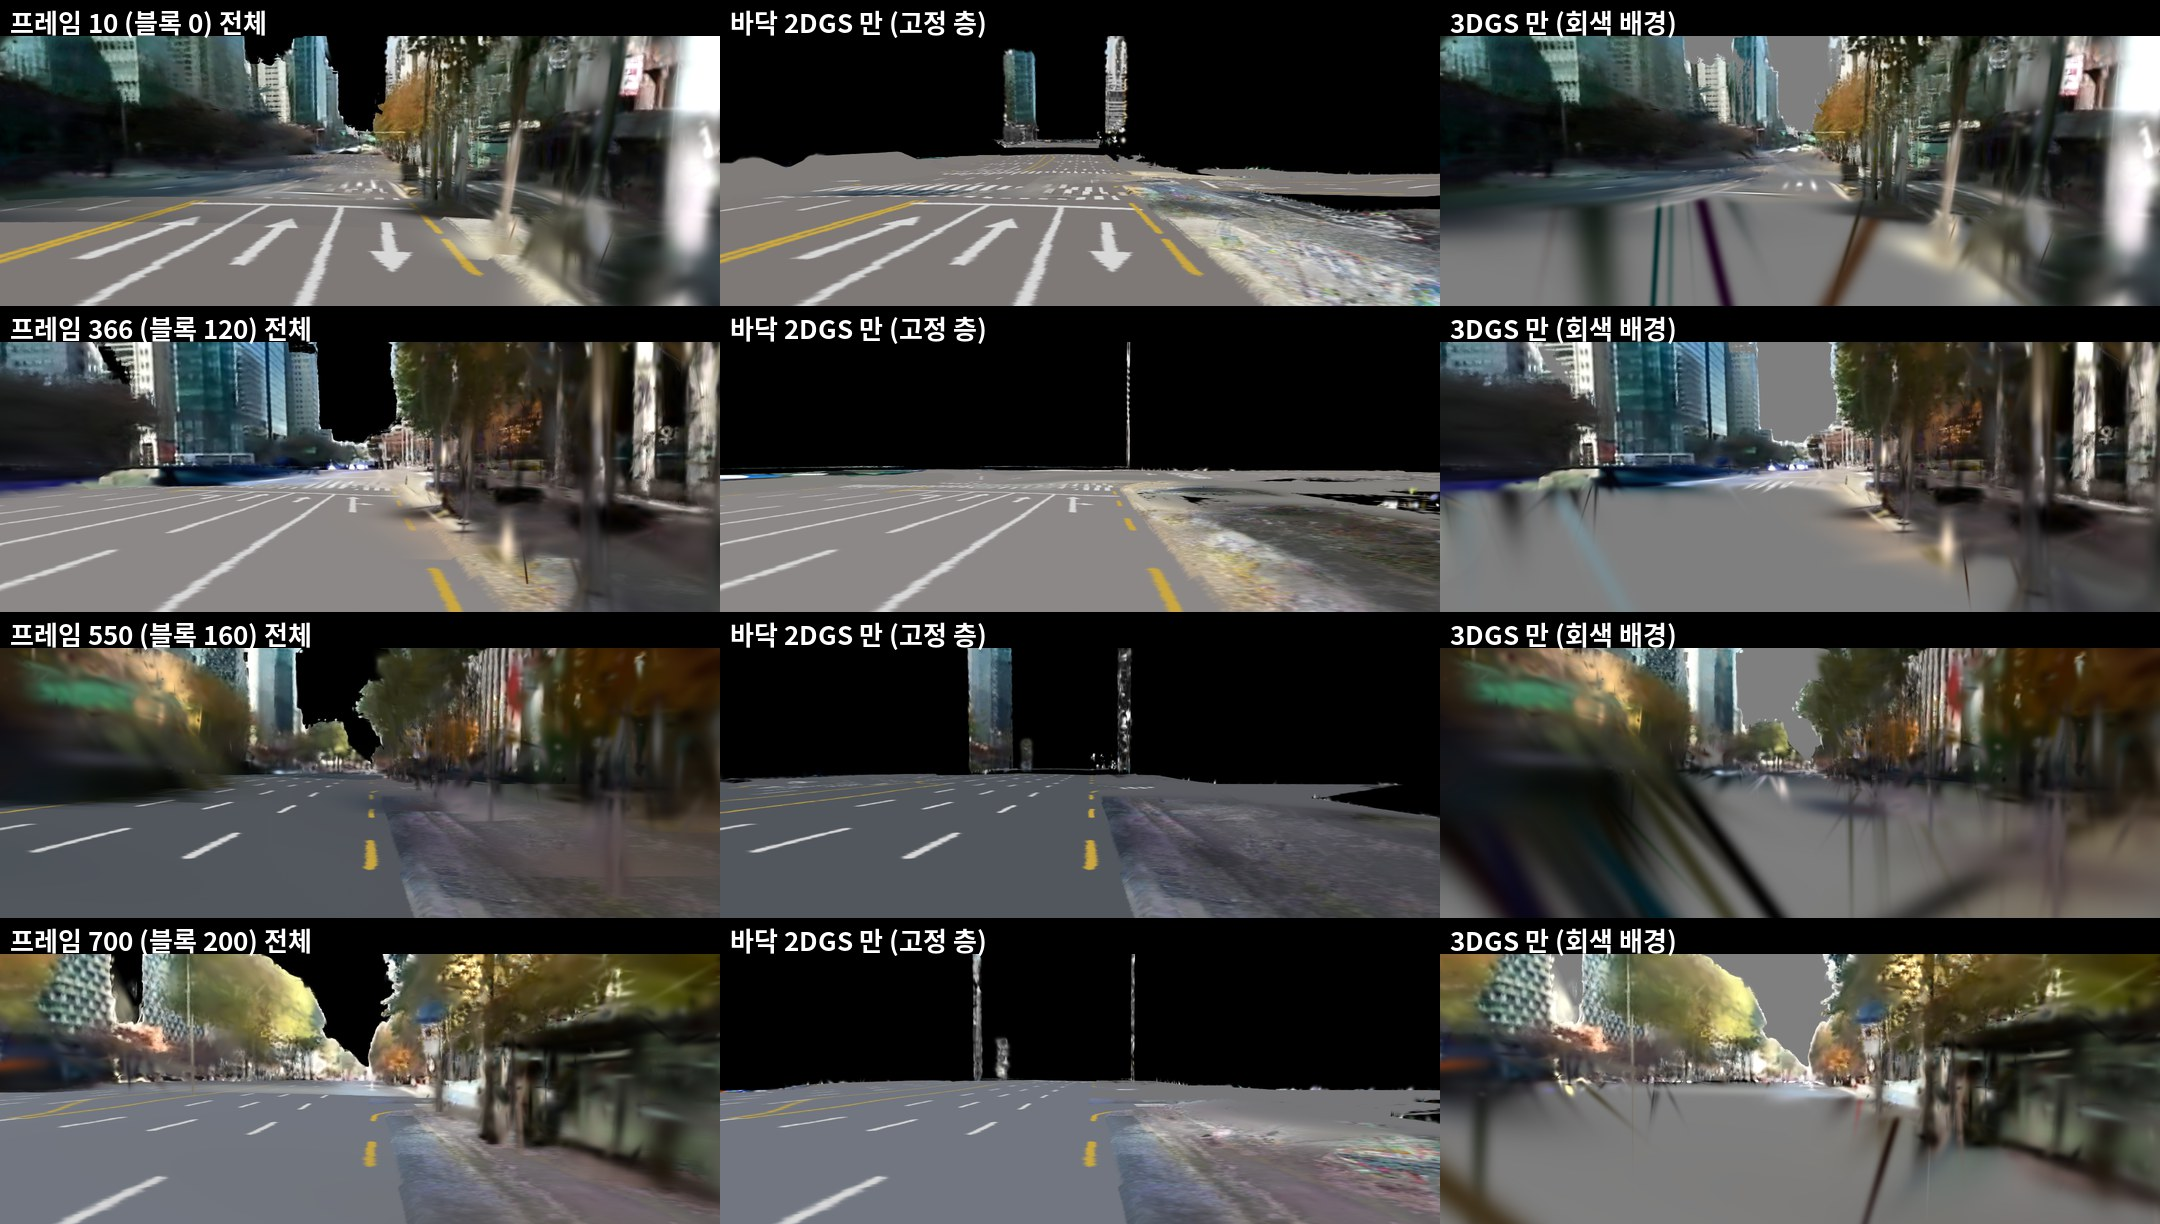 프레임 10 (블록 0) 전체
바닥 2DGS 만 (고정 층)
3DGS 만 (회색 배경)
프레임 366 (블록 120) 전체
바닥 2DGS 만 (고정 층)
3DGS 만 (회색 배경)
프레임 550 (블록 160) 전체
바닥 2DGS 만 (고정 층)
3DGS 만 (회색 배경)
프레임 700 (블록 200) 전체
바닥 2DGS 만 (고정 층)
3DGS 만 (회색 배경)